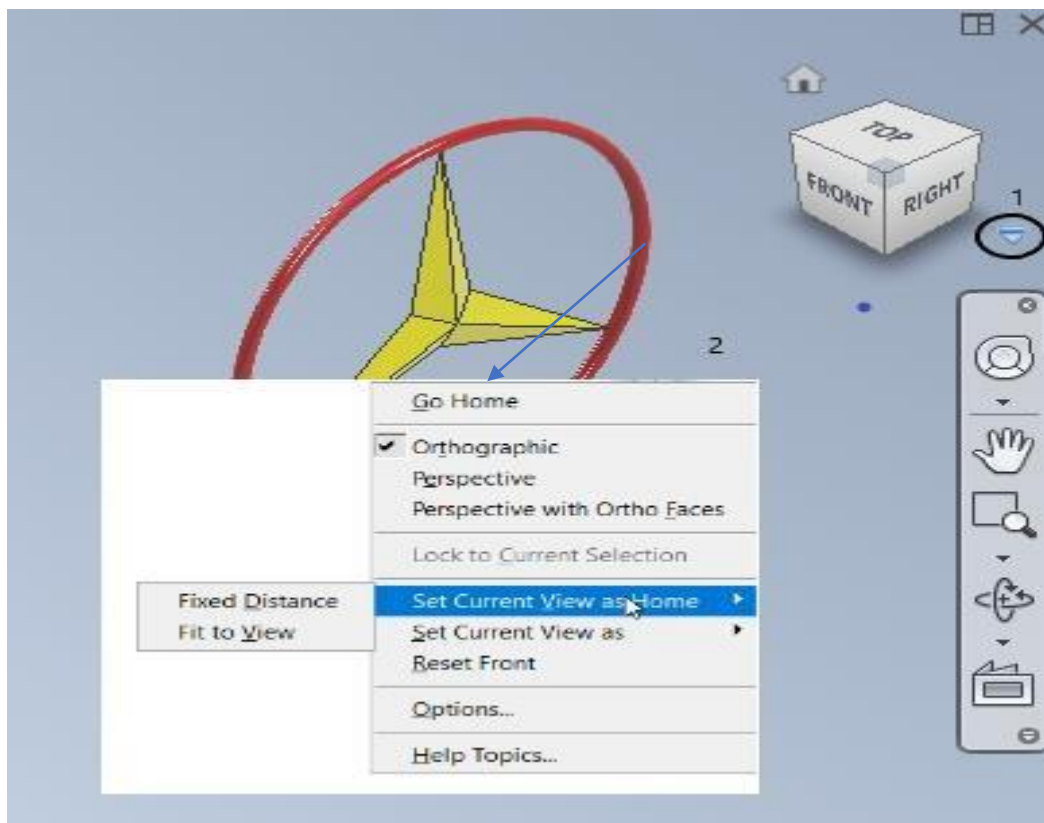 TOP
FRONT
RIGHT
1
2
Go Home
Orthographic
Perspective
Perspective with Ortho Faces
Lock to Current Selection
Fixed Distance
Set Current View as Home
Fit to View
Set Current View as
Reset Front
Options...
Help Topics...